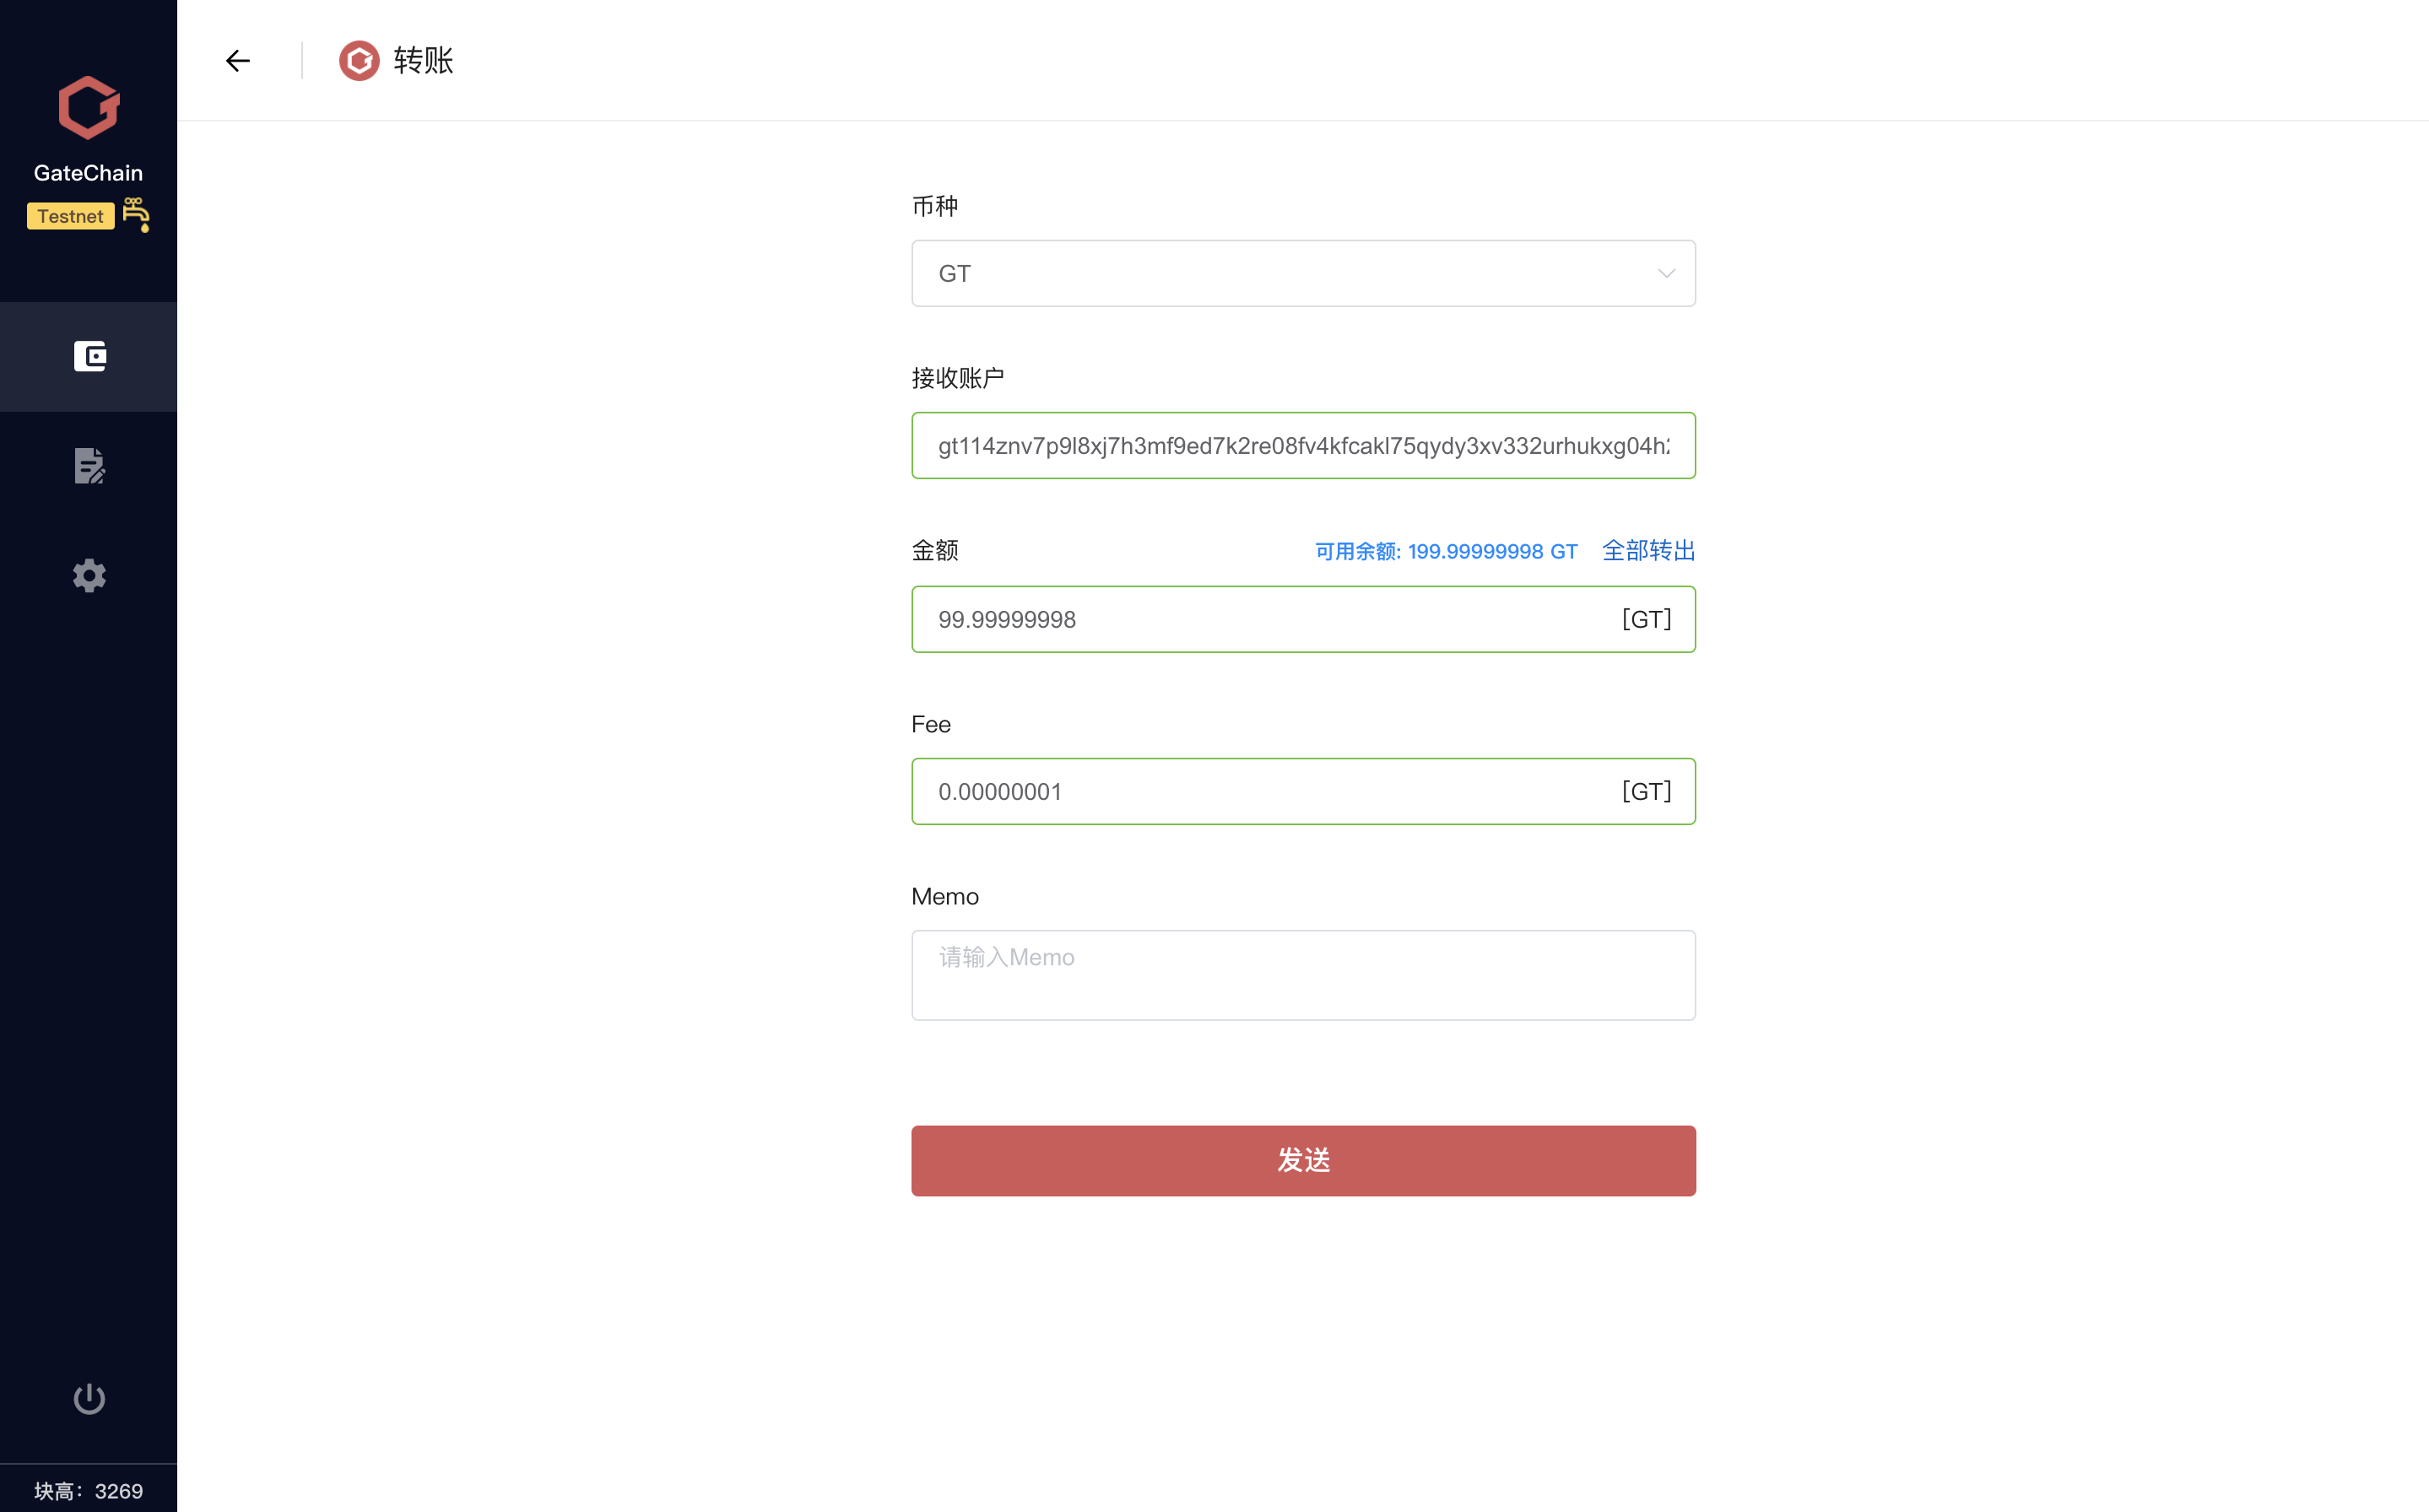 GateChain
Testnet
块高：3269
转账
币种
GT
接收账户
gt114znv7p9l8xj7h3mf9ed7k2re08fv4kfcakl75qydy3xv332urhukxg04h
金额 可用余额: 199.99999998 GT 全部转出
99.99999998 [GT]
Fee
0.00000001 [GT]
Memo
请输入Memo
发送